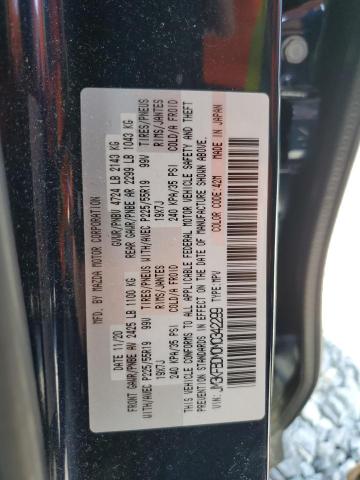 MFD. BY MAZDA MOTOR CORPORATION
DATE 11/20 GVWR/PNBV 4724 LB 2143 KG
FRONT GAWR/PNBE AV 2425 LB 1100 KG REAR GAWR/PNBE AR 2299 LB 1043 KG
WITH/AVEC P225/55R19 99V TIRES/PNEUS WITH/AVEC P225/55R19 99V TIRES/PNEUS
19X7J RIMS/JANTES 19X7J RIMS/JANTES
240 KPA/35 PSI COLD/A FROID 240 KPA/35 PSI COLD/A FROID
THIS VEHICLE CONFORMS TO ALL APPLICABLE FEDERAL MOTOR VEHICLE SAFETY AND
THEFT PREVENTION STANDARDS IN EFFECT ON THE DATE OF MANUFACTURE SHOWN ABOVE.
VIN: TYPE: MPV COLOR CODE: 42M MADE IN JAPAN